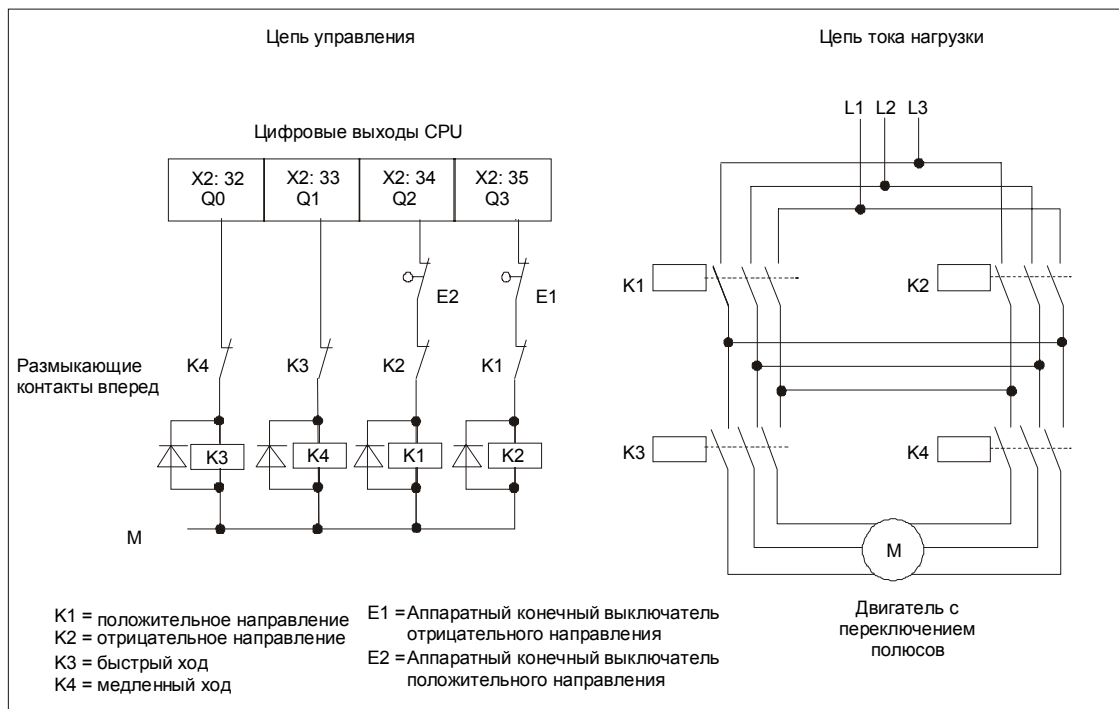 Цепь управления
Цепь тока нагрузки
L1 L2 L3
Цифровые выходы CPU
X2: 32 X2: 33 X2: 34 X2: 35
Q0 Q1 Q2 Q3
E2 E1
K1 K2
Размыкающие
контакты вперед
K4 K3 K2 K1
K3 K4 K1 K2
K3 K4
M
M
K1 = положительное направление
K2 = отрицательное направление
K3 = быстрый ход
K4 = медленный ход
E1 = Аппаратный конечный выключатель
отрицательного направления
E2 = Аппаратный конечный выключатель
положительного направления
Двигатель с
переключением
полюсов